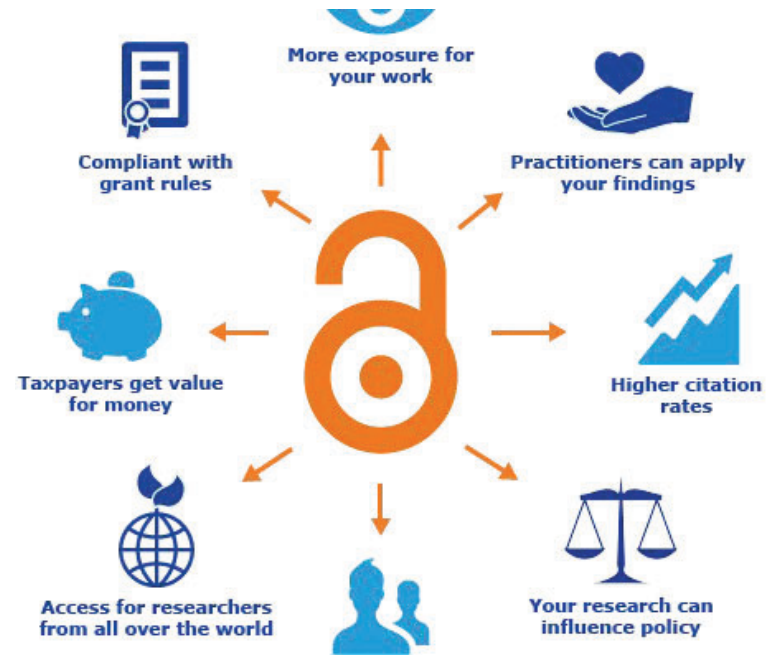 More exposure for
your work
Compliant with
grant rules
Practitioners can apply
your findings
Taxpayers get value
for money
Higher citation
rates
Access for researchers
from all over the world
Your research can
influence policy